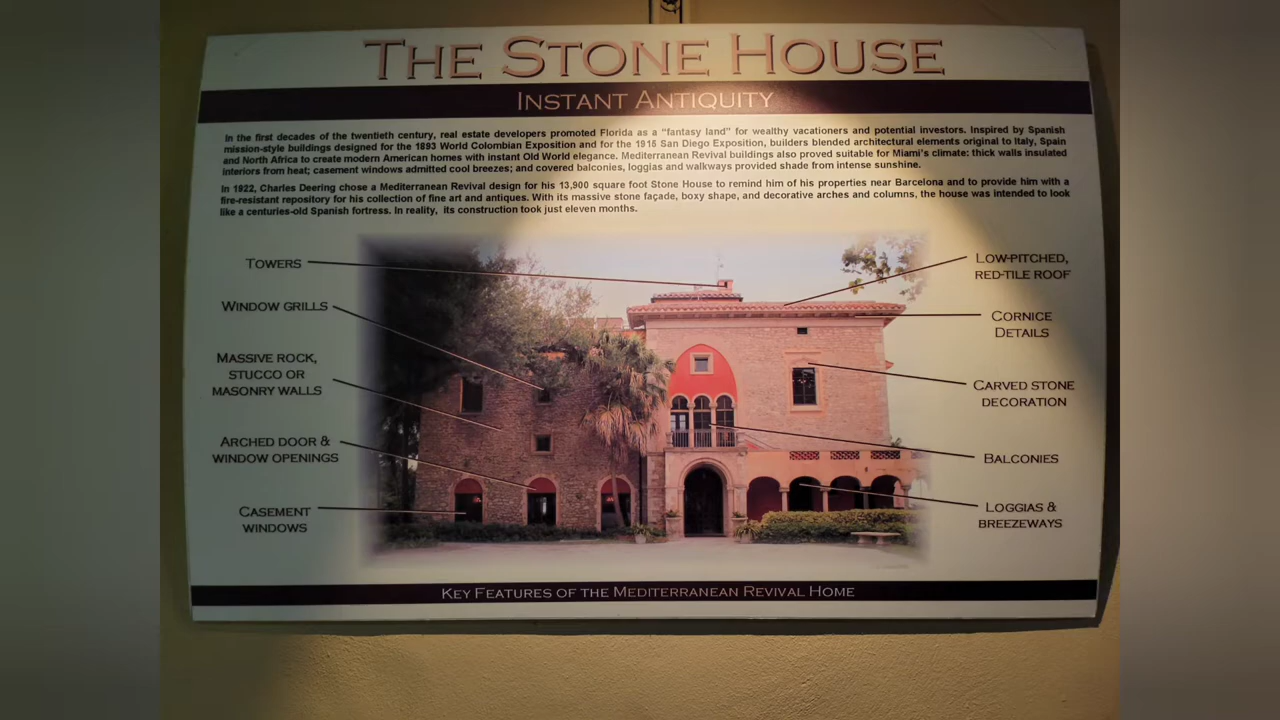 THE STONE HOUSE
INSTANT ANTIQUITY
In the first decades of the twentieth century, real estate developers promoted Florida as a “fantasy land” for wealthy vacationers and potential investors. Inspired by Spanish
mission-style buildings designed for the 1893 World Colombian Exposition and for the 1915 San Diego Exposition, builders blended architectural elements original to Italy, Spain
and North Africa to create modern American homes with instant Old World elegance. Mediterranean Revival buildings also proved suitable for Miami's climate: thick walls insulated
interiors from heat; casement windows admitted cool breezes; and covered balconies, loggias and walkways provided shade from intense sunshine.
In 1922, Charles Deering chose a Mediterranean Revival design for his 13,900 square foot Stone House to remind him of his properties near Barcelona and to provide him with a
fire-resistant repository for his collection of fine art and antiques. With its massive stone façade, boxy shape, and decorative arches and columns, the house was intended to look
like a centuries-old Spanish fortress. In reality, its construction took just eleven months.
TOWERS
WINDOW GRILLS
MASSIVE ROCK,
STUCCO OR
MASONRY WALLS
ARCHED DOOR &
WINDOW OPENINGS
CASEMENT
WINDOWS
LOW-PITCHED,
RED-TILE ROOF
CORNICE
DETAILS
CARVED STONE
DECORATION
BALCONIES
LOGGIAS &
BREEZEWAYS
KEY FEATURES OF THE MEDITERRANEAN REVIVAL HOME